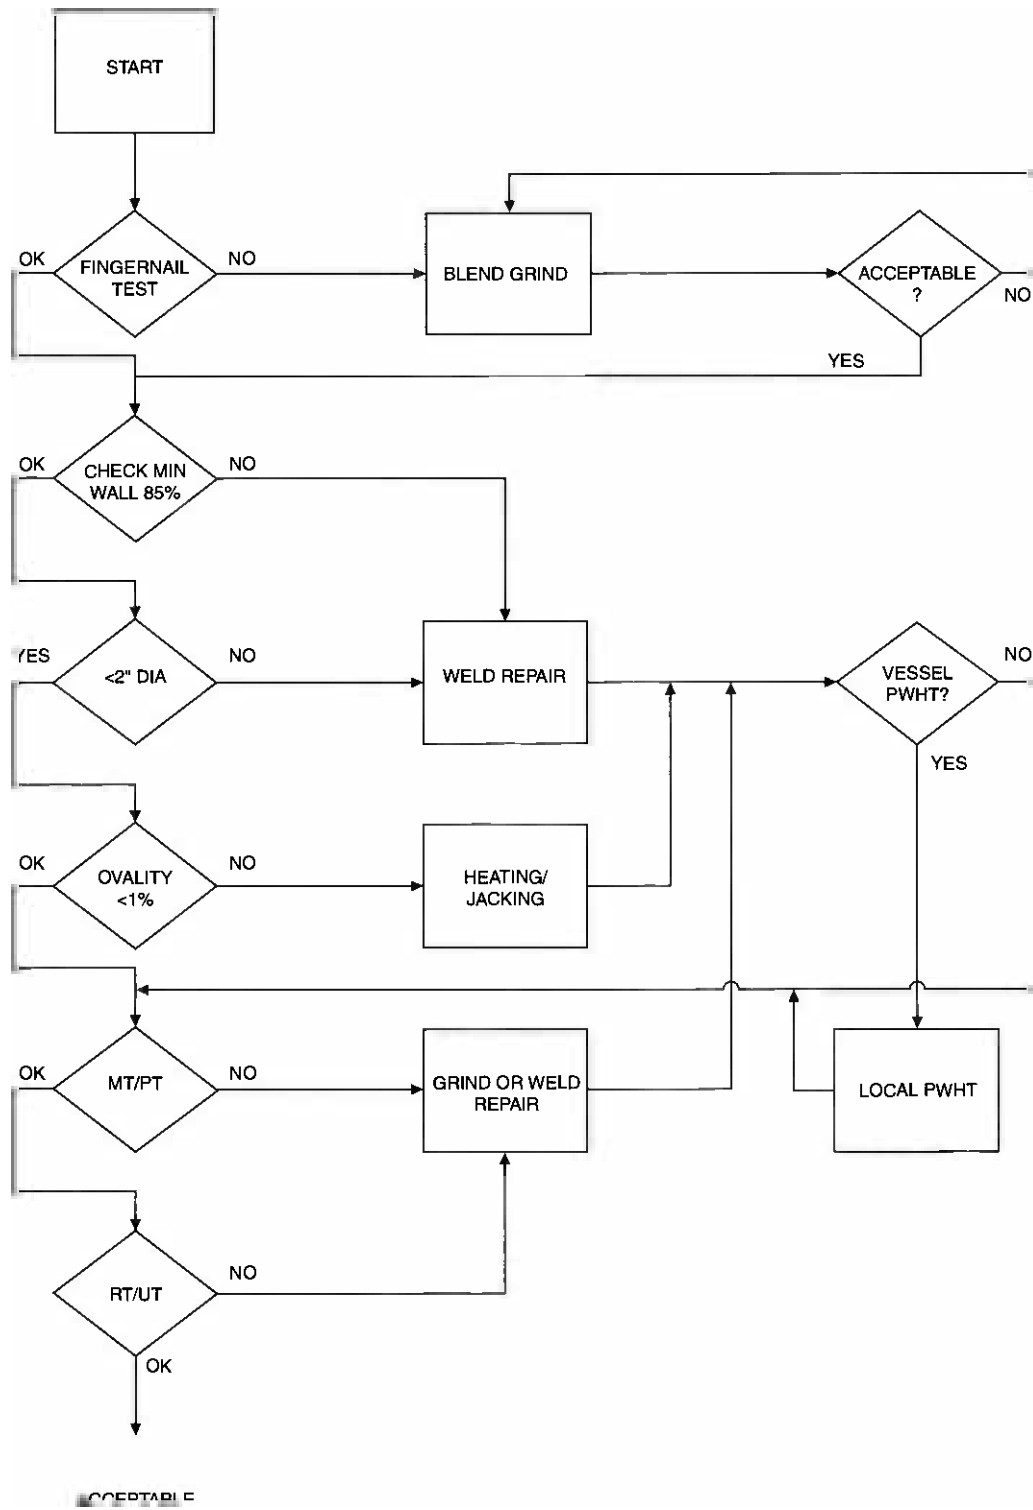 START
OK
FINGERNAIL
TEST
NO
BLEND GRIND
ACCEPTABLE
?
NO
YES
OK
CHECK MIN
WALL 85%
NO
YES
<2" DIA
NO
WELD REPAIR
VESSEL
PWHT?
NO
YES
OK
OVALITY
<1%
NO
HEATING/
JACKING
OK
MT/PT
NO
GRIND OR WELD
REPAIR
LOCAL PWHT
RT/UT
NO
OK